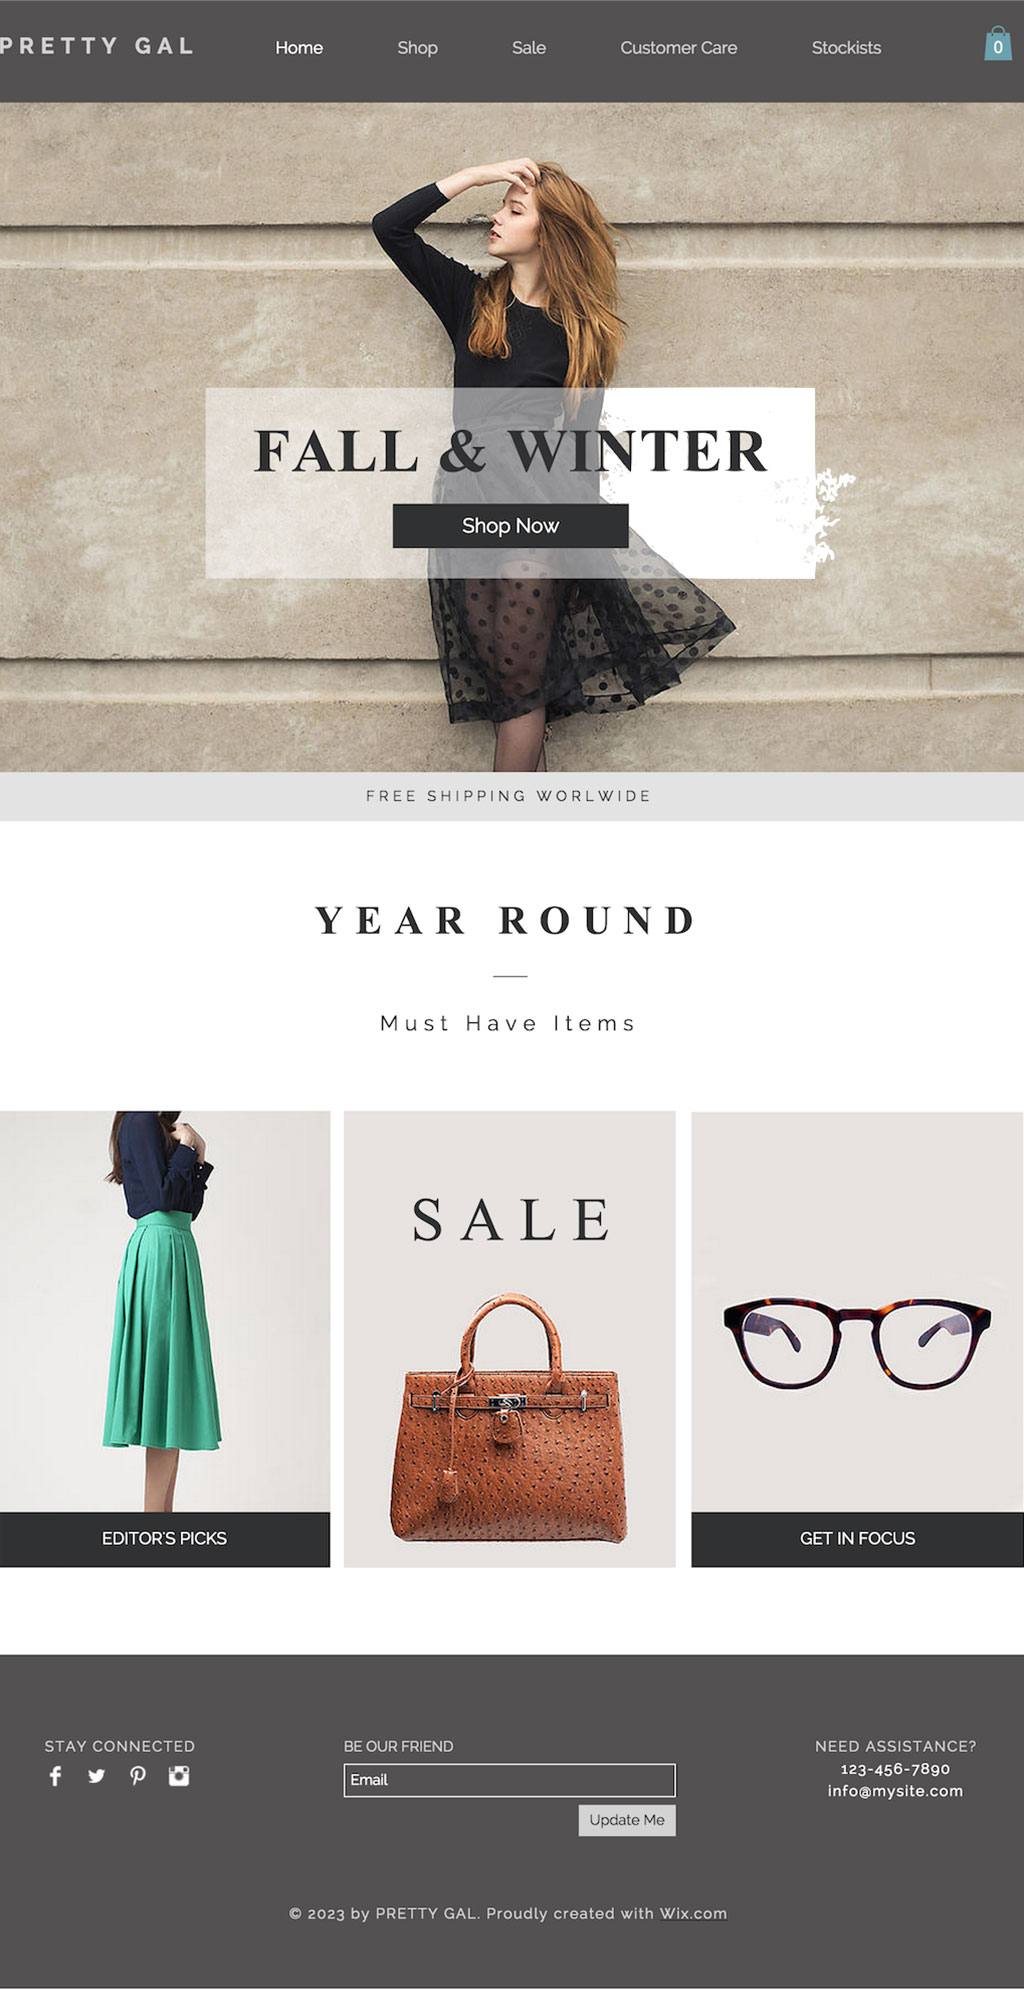 PRETTY GAL
Home Shop Sale Customer Care Stockists 0
FALL & WINTER
Shop Now
FREE SHIPPING WORLWIDE
YEAR ROUND
Must Have Items
SALE
EDITOR'S PICKS
GET IN FOCUS
STAY CONNECTED
BE OUR FRIEND
Email
Update Me
NEED ASSISTANCE?
123-456-7890
info@mysite.com
© 2023 by PRETTY GAL. Proudly created with Wix.com